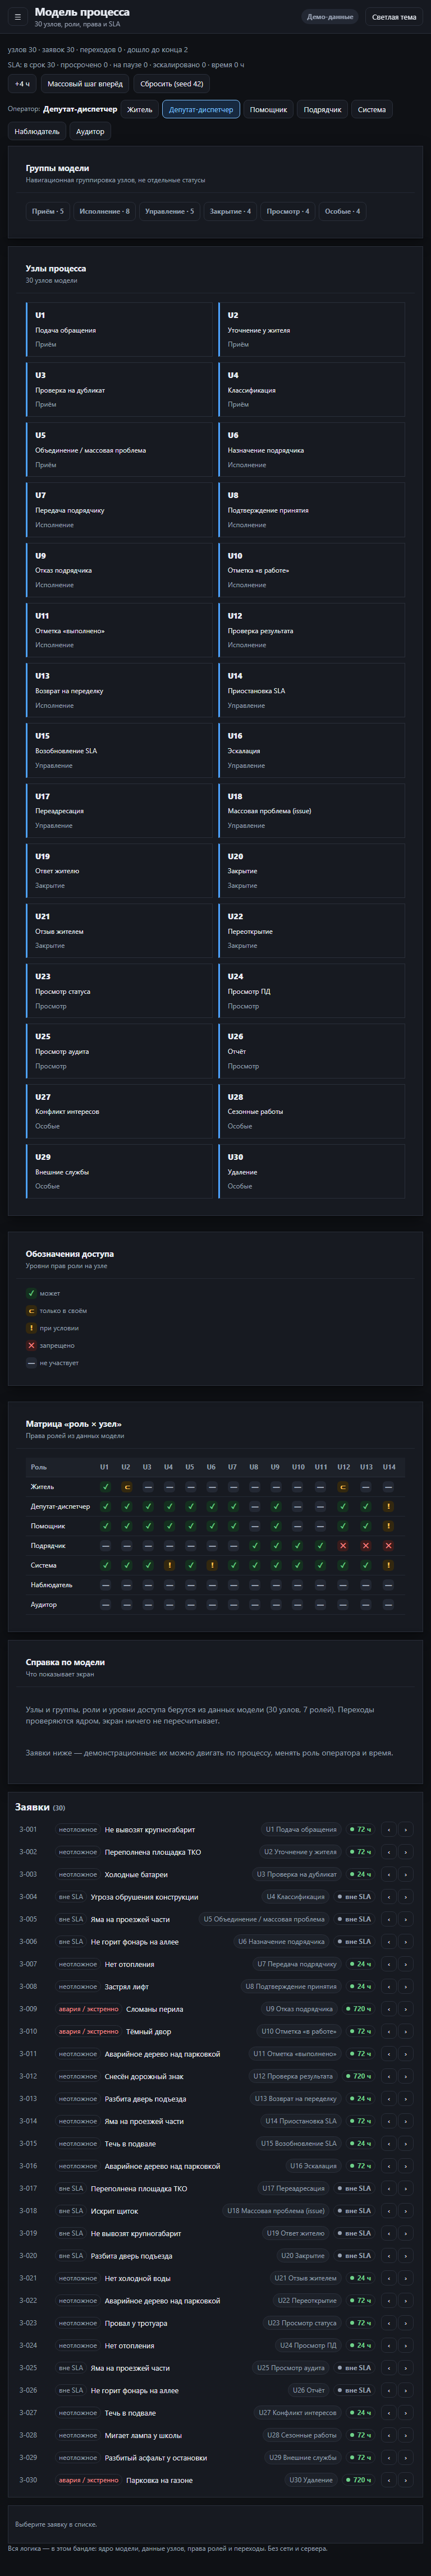 ☰
Модель процесса
30 узлов, роли, права и SLA
Демо-данные
Светлая тема
узлов 30 · заявок 30 · переходов 0 · дошло до конца 2
SLA: в срок 30 · просрочено 0 · на паузе 0 · эскалировано 0 · время 0 ч
+4 ч
Массовый шаг вперёд
Сбросить (seed 42)
Оператор: Депутат-диспетчер Житель Депутат-диспетчер Помощник Подрядчик Система
Наблюдатель Аудитор
Группы модели
Навигационная группировка узлов, не отдельные статусы
Приём · 5 Исполнение · 8 Управление · 5 Закрытие · 4 Просмотр · 4 Особые · 4
Узлы процесса
30 узлов модели
U1
Подача обращения
Приём
U2
Уточнение у жителя
Приём
U3
Проверка на дубликат
Приём
U4
Классификация
Приём
U5
Объединение / массовая проблема
Приём
U6
Назначение подрядчика
Исполнение
U7
Передача подрядчику
Исполнение
U8
Подтверждение принятия
Исполнение
U9
Отказ подрядчика
Исполнение
U10
Отметка «в работе»
Исполнение
U11
Отметка «выполнено»
Исполнение
U12
Проверка результата
Исполнение
U13
Возврат на переделку
Исполнение
U14
Приостановка SLA
Управление
U15
Возобновление SLA
Управление
U16
Эскалация
Управление
U17
Переадресация
Управление
U18
Массовая проблема (issue)
Управление
U19
Ответ жителю
Закрытие
U20
Закрытие
Закрытие
U21
Отзыв жителем
Закрытие
U22
Переоткрытие
Закрытие
U23
Просмотр статуса
Просмотр
U24
Просмотр ПД
Просмотр
U25
Просмотр аудита
Просмотр
U26
Отчёт
Просмотр
U27
Конфликт интересов
Особые
U28
Сезонные работы
Особые
U29
Внешние службы
Особые
U30
Удаление
Особые
Обозначения доступа
Уровни прав роли на узле
✓ может
⊂ только в своём
! при условии
✕ запрещено
— не участвует
Матрица «роль × узел»
Права ролей из данных модели
Роль U1 U2 U3 U4 U5 U6 U7 U8 U9 U10 U11 U12 U13 U14
Житель ✓ ⊂ — — — — — — — — — ⊂ — —
Депутат-диспетчер ✓ ✓ ✓ ✓ ✓ ✓ ✓ — ✓ — — ✓ ✓ !
Помощник ✓ ✓ ✓ ✓ ✓ ✓ ✓ — ✓ — — ✓ ✓ !
Подрядчик — — — — — — — ✓ ✓ ✓ ✓ ✕ ✕ ✕
Система ✓ ✓ ✓ ! ✓ ! ✓ ✓ ✓ ✓ ✓ ✓ ✓ !
Наблюдатель — — — — — — — — — — — — — —
Аудитор — — — — — — — — — — — — — —
Справка по модели
Что показывает экран
Узлы и группы, роли и уровни доступа берутся из данных модели (30 узлов, 7 ролей). Переходы
проверяются ядром, экран ничего не пересчитывает.
Заявки ниже — демонстрационные: их можно двигать по процессу, менять роль оператора и время.
Заявки (30)
З-001 неотложное Не вывозят крупногабарит U1 Подача обращения 72 ч ‹ ›
З-002 неотложное Переполнена площадка ТКО U2 Уточнение у жителя 72 ч ‹ ›
З-003 неотложное Холодные батареи U3 Проверка на дубликат 24 ч ‹ ›
З-004 вне SLA Угроза обрушения конструкции U4 Классификация вне SLA ‹ ›
З-005 вне SLA Яма на проезжей части U5 Объединение / массовая проблема вне SLA ‹ ›
З-006 вне SLA Не горит фонарь на аллее U6 Назначение подрядчика вне SLA ‹ ›
З-007 неотложное Нет отопления U7 Передача подрядчику 24 ч ‹ ›
З-008 неотложное Застрял лифт U8 Подтверждение принятия 24 ч ‹ ›
З-009 авария / экстренно Сломаны перила U9 Отказ подрядчика 720 ч ‹ ›
З-010 авария / экстренно Тёмный двор U10 Отметка «в работе» 72 ч ‹ ›
З-011 неотложное Аварийное дерево над парковкой U11 Отметка «выполнено» 72 ч ‹ ›
З-012 неотложное Снесён дорожный знак U12 Проверка результата 720 ч ‹ ›
З-013 неотложное Разбита дверь подъезда U13 Возврат на переделку 24 ч ‹ ›
З-014 неотложное Яма на проезжей части U14 Приостановка SLA 72 ч ‹ ›
З-015 неотложное Течь в подвале U15 Возобновление SLA 24 ч ‹ ›
З-016 неотложное Аварийное дерево над парковкой U16 Эскалация 72 ч ‹ ›
З-017 вне SLA Переполнена площадка ТКО U17 Переадресация вне SLA ‹ ›
З-018 вне SLA Искрит щиток U18 Массовая проблема (issue) вне SLA ‹ ›
З-019 вне SLA Не вывозят крупногабарит U19 Ответ жителю вне SLA ‹ ›
З-020 вне SLA Разбита дверь подъезда U20 Закрытие вне SLA ‹ ›
З-021 неотложное Нет холодной воды U21 Отзыв жителем 24 ч ‹ ›
З-022 неотложное Аварийное дерево над парковкой U22 Переоткрытие 72 ч ‹ ›
З-023 неотложное Провал у тротуара U23 Просмотр статуса 72 ч ‹ ›
З-024 неотложное Нет отопления U24 Просмотр ПД 24 ч ‹ ›
З-025 вне SLA Яма на проезжей части U25 Просмотр аудита вне SLA ‹ ›
З-026 вне SLA Не горит фонарь на аллее U26 Отчёт вне SLA ‹ ›
З-027 неотложное Течь в подвале U27 Конфликт интересов 24 ч ‹ ›
З-028 неотложное Мигает лампа у школы U28 Сезонные работы 72 ч ‹ ›
З-029 неотложное Разбитый асфальт у остановки U29 Внешние службы 72 ч ‹ ›
З-030 авария / экстренно Парковка на газоне U30 Удаление 720 ч ‹ ›
Выберите заявку в списке.
Вся логика — в этом бандле: ядро модели, данные узлов, права ролей и переходы. Без сети и сервера.